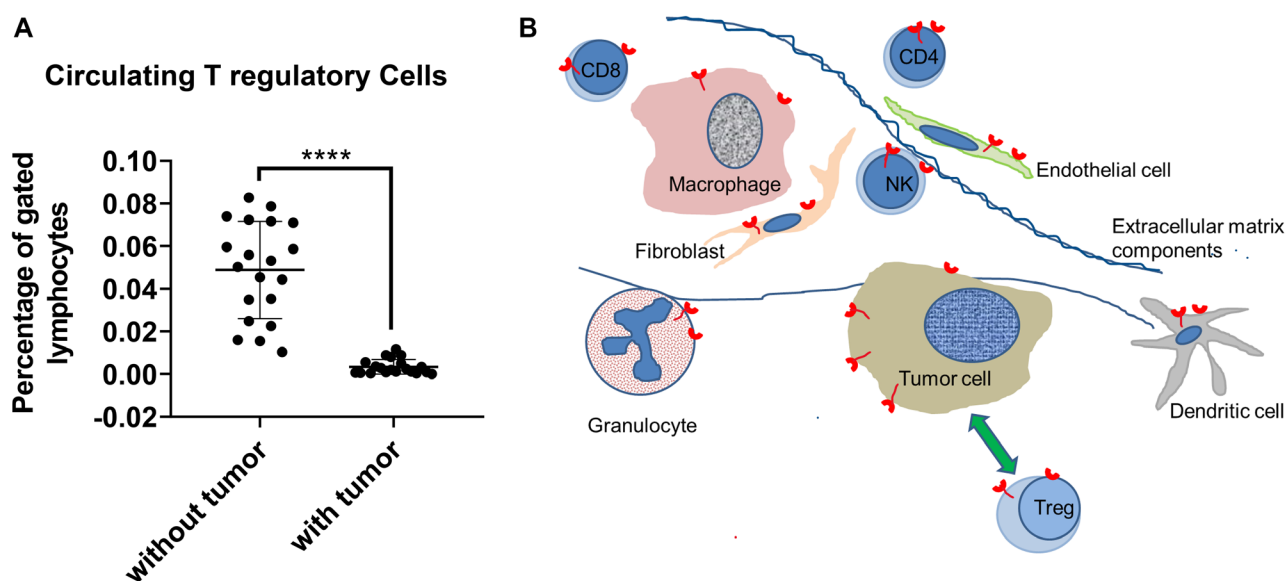 A
Circulating T regulatory Cells
Percentage of gated
lymphocytes
0.10
0.08
0.06
0.04
0.02
0.00
-0.02
****
without tumor
with tumor
B
CD8
CD4
Macrophage
NK
Endothelial cell
Fibroblast
Extracellular matrix
components
Granulocyte
Tumor cell
Dendritic cell
Treg